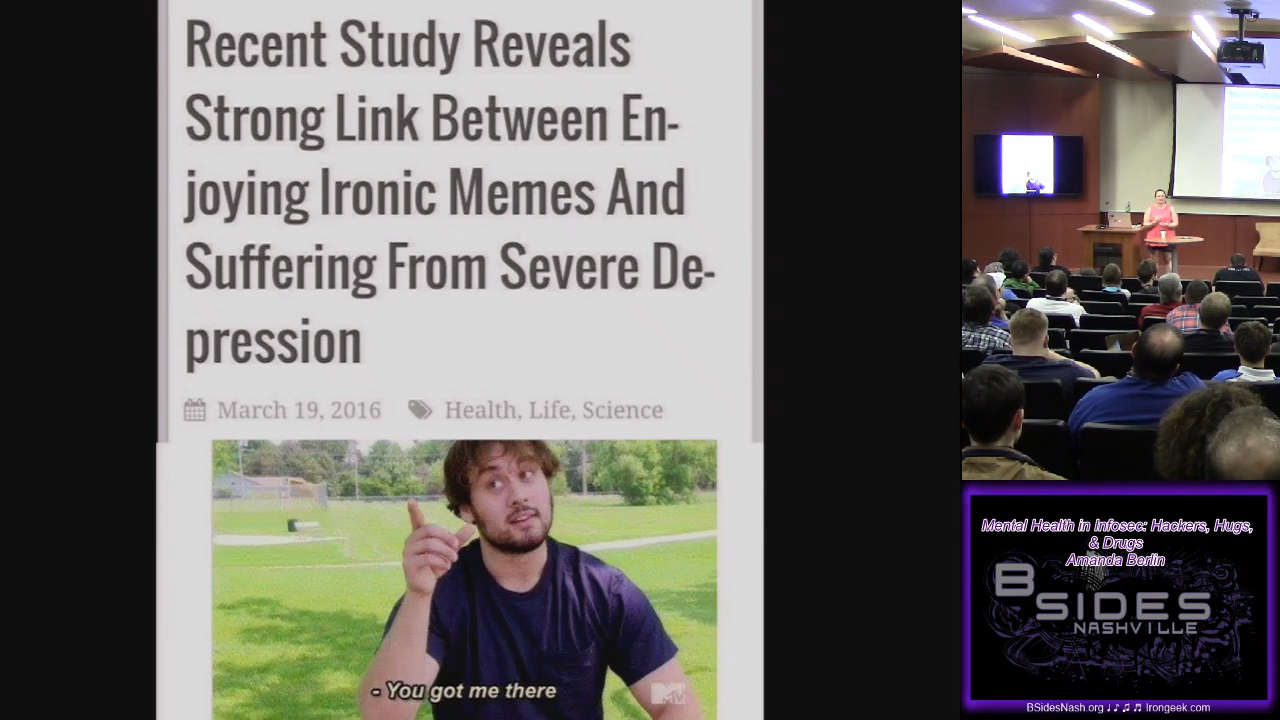 Recent Study Reveals
Strong Link Between En-
joying Ironic Memes And
Suffering From Severe De-
pression
March 19, 2016 Health, Life, Science
- You got me there
MTV
Mental Health in Infosec: Hackers, Hugs,
& Drugs
Amanda Berlin
BSIDES
NASHVILLE
BSidesNash.org ♩♪♫♬ Irongeek.com